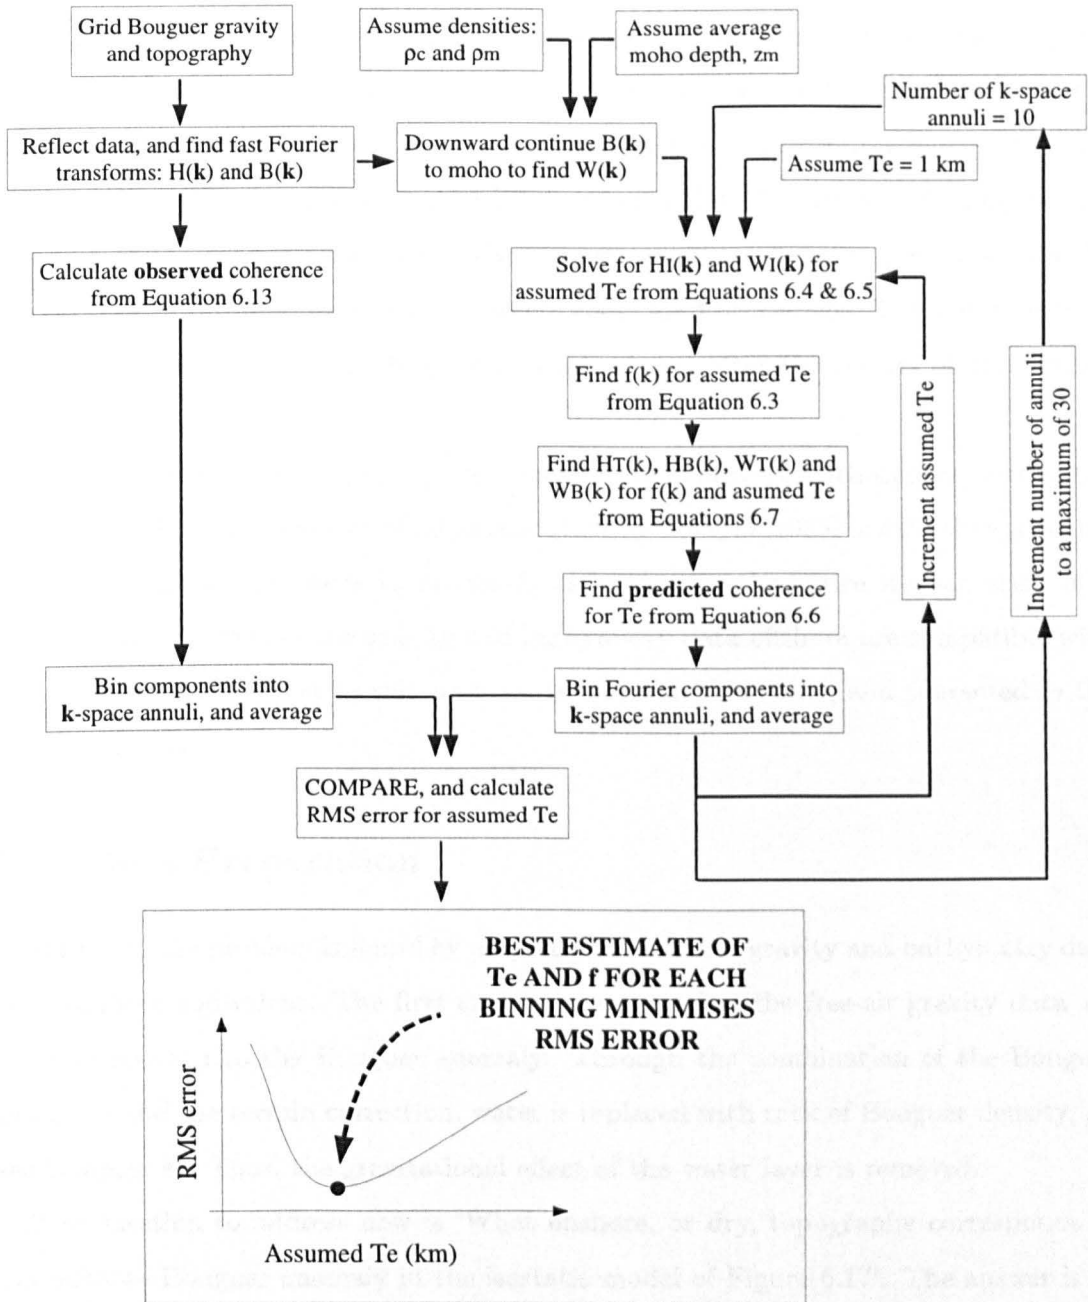 Grid Bouguer gravity
and topography
Assume densities:
ρc and ρm
Assume average
moho depth, zm
Number of k-space
annuli = 10
Reflect data, and find fast Fourier
transforms: H(k) and B(k)
Downward continue B(k)
to moho to find W(k)
Assume Te = 1 km
Calculate observed coherence
from Equation 6.13
Solve for HI(k) and WI(k) for
assumed Te from Equations 6.4 & 6.5
Find f(k) for assumed Te
from Equation 6.3
Find HT(k), HB(k), WT(k) and
WB(k) for f(k) and asumed Te
from Equations 6.7
Find predicted coherence
for Te from Equation 6.6
Increment assumed Te
Increment number of annuli
to a maximum of 30
Bin components into
k-space annuli, and average
Bin Fourier components into
k-space annuli, and average
COMPARE, and calculate
RMS error for assumed Te
BEST ESTIMATE OF
Te AND f FOR EACH
BINNING MINIMISES
RMS ERROR
RMS error
Assumed Te (km)